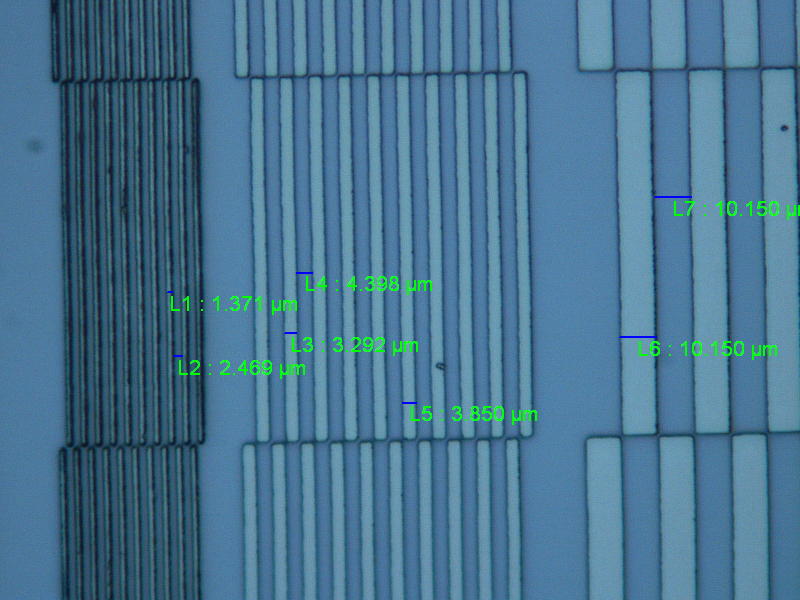 L7 : 10.150 µm
L4 : 4.398 µm
L1 : 1.371 µm
L3 : 3.292 µm
L6 : 10.150 µm
L2 : 2.469 µm
L5 : 3.850 µm